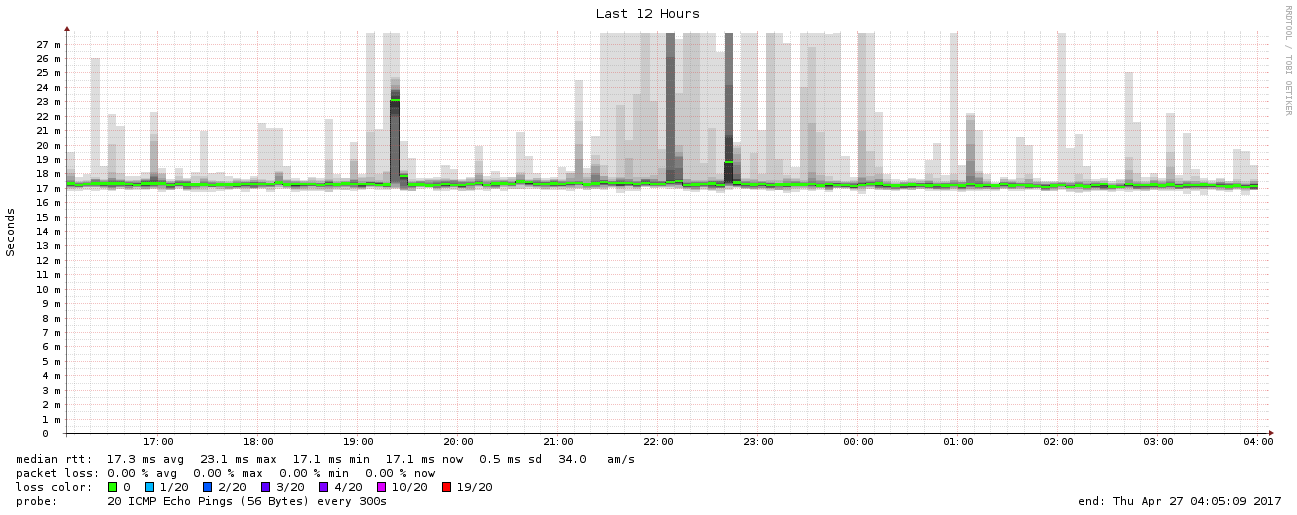 Last 12 Hours
RRDTOOL / TOBI OETIKER
Seconds
27 m
26 m
25 m
24 m
23 m
22 m
21 m
20 m
19 m
18 m
17 m
16 m
15 m
14 m
13 m
12 m
11 m
10 m
9 m
8 m
7 m
6 m
5 m
4 m
3 m
2 m
1 m
0
17:00 18:00 19:00 20:00 21:00 22:00 23:00 00:00 01:00 02:00 03:00 04:00
median rtt: 17.3 ms avg 23.1 ms max 17.1 ms min 17.1 ms now 0.5 ms sd 34.0 am/s
packet loss: 0.00 % avg 0.00 % max 0.00 % min 0.00 % now
loss color: 0 1/20 2/20 3/20 4/20 10/20 19/20
probe: 20 ICMP Echo Pings (56 Bytes) every 300s end: Thu Apr 27 04:05:09 2017